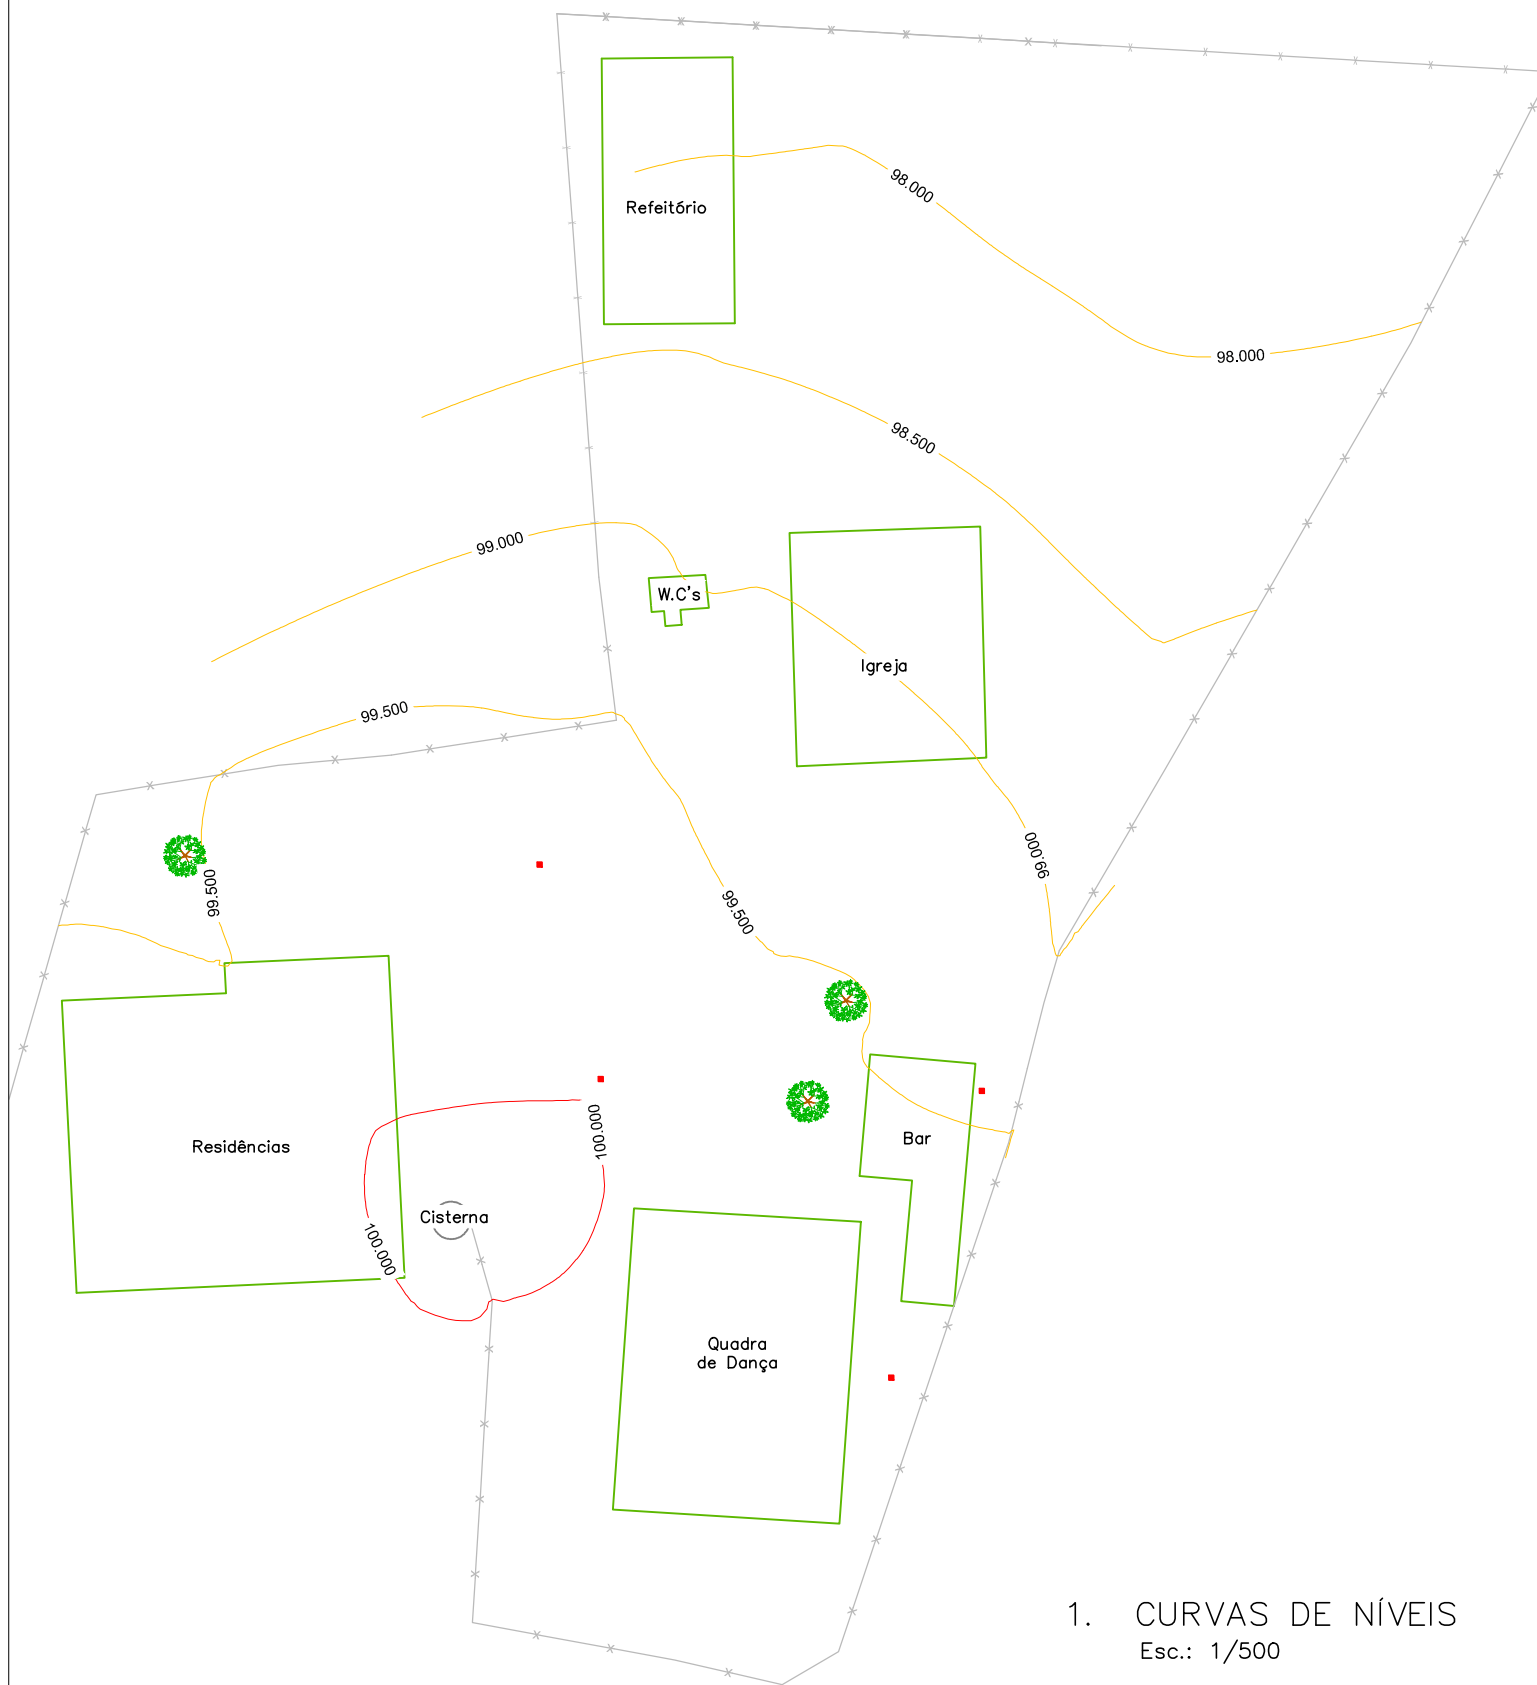 98.000
Refeitório
98.000
98.500
99.000
W.C's
Igreja
99.500
99.000
99.500
99.500
100.000
Bar
Residências
Cisterna
100.000
Quadra
de Dança
1. CURVAS DE NÍVEIS
Esc.: 1/500